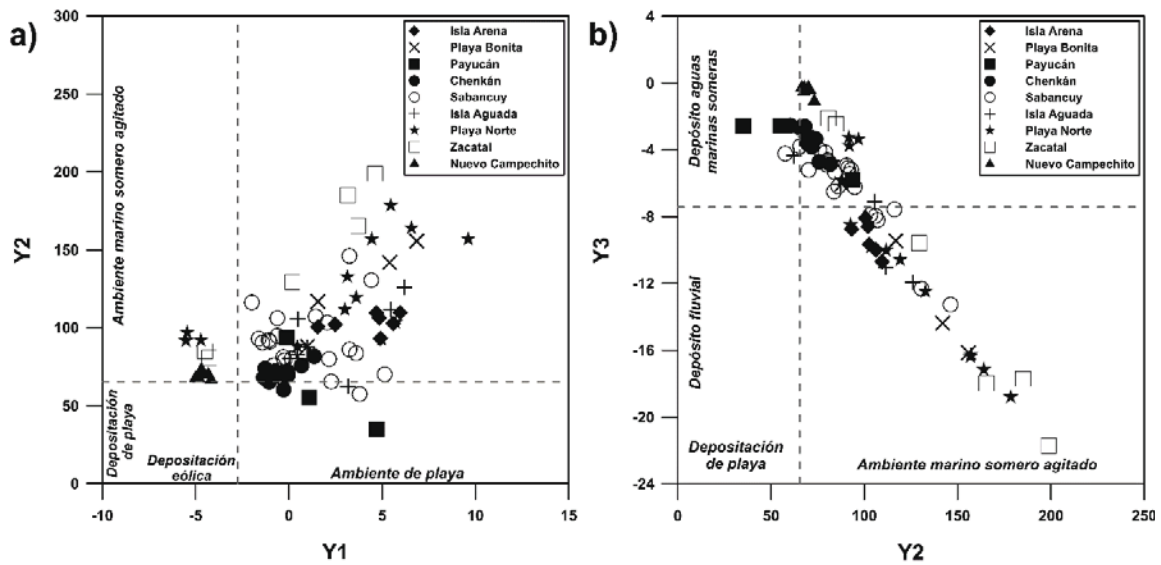 a)
300
250
200
150
100
50
0
Y2
Ambiente marino somero agitado
Depositación
de playa
Depositación
eólica
Ambiente de playa
-10
-5
0
5
10
15
Y1
Isla Arena
Playa Bonita
Payucán
Chenkán
Sabancuy
Isla Aguada
Playa Norte
Zacatal
Nuevo Campechito
b)
4
0
-4
-8
-12
-16
-20
-24
Y3
Depósito aguas
marinas someras
Depósito fluvial
Depositación
de playa
Ambiente marino somero agitado
0
50
100
150
200
250
Y2
Isla Arena
Playa Bonita
Payucán
Chenkán
Sabancuy
Isla Aguada
Playa Norte
Zacatal
Nuevo Campechito